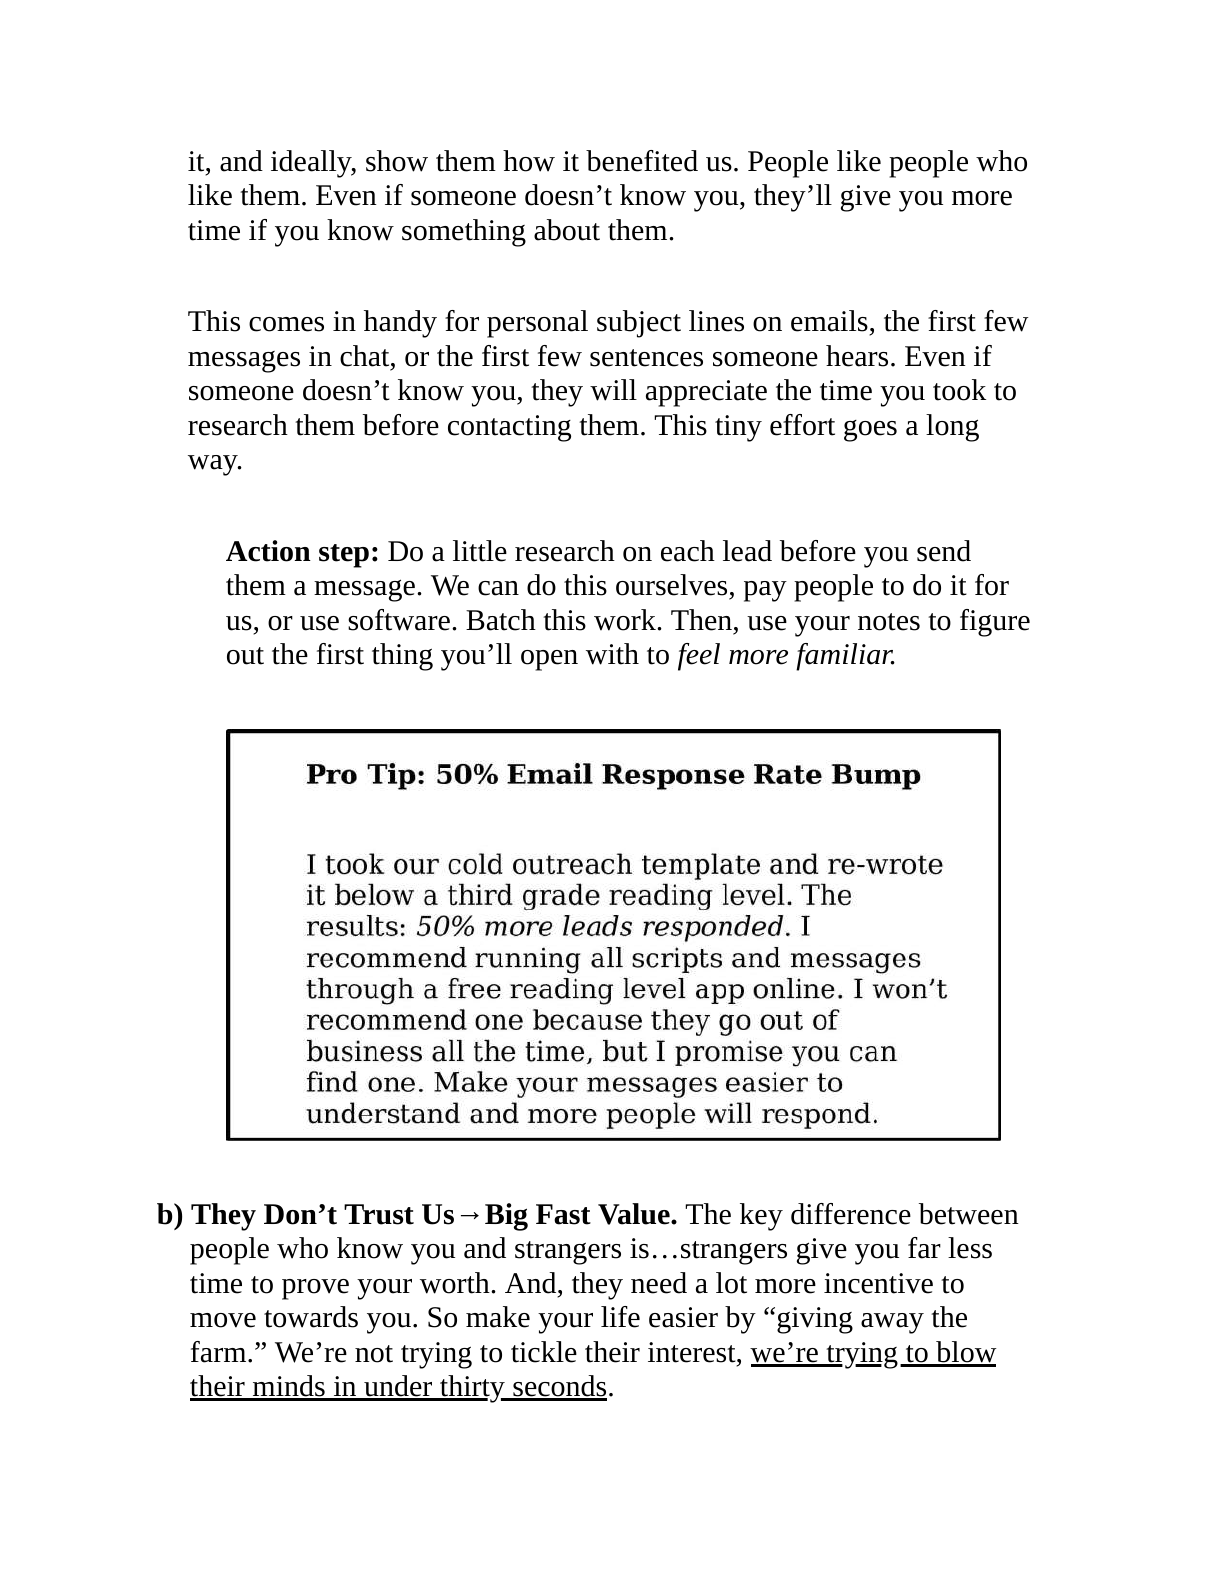 it, and ideally, show them how it benefited us. People like people who
like them. Even if someone doesn’t know you, they’ll give you more
time if you know something about them.
This comes in handy for personal subject lines on emails, the first few
messages in chat, or the first few sentences someone hears. Even if
someone doesn’t know you, they will appreciate the time you took to
research them before contacting them. This tiny effort goes a long
way.
Action step: Do a little research on each lead before you send
them a message. We can do this ourselves, pay people to do it for
us, or use software. Batch this work. Then, use your notes to figure
out the first thing you’ll open with to feel more familiar.
Pro Tip: 50% Email Response Rate Bump
I took our cold outreach template and re-wrote
it below a third grade reading level. The
results: 50% more leads responded. I
recommend running all scripts and messages
through a free reading level app online. I won’t
recommend one because they go out of
business all the time, but I promise you can
find one. Make your messages easier to
understand and more people will respond.
b) They Don’t Trust Us→Big Fast Value. The key difference between
people who know you and strangers is…strangers give you far less
time to prove your worth. And, they need a lot more incentive to
move towards you. So make your life easier by “giving away the
farm.” We’re not trying to tickle their interest, we’re trying to blow
their minds in under thirty seconds.